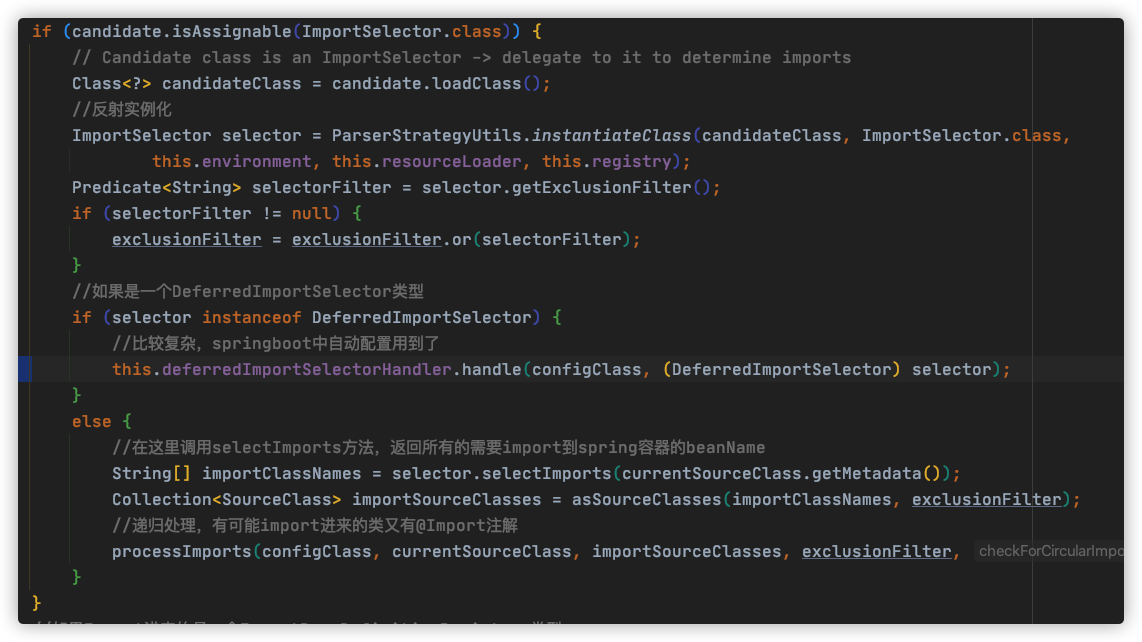 if (candidate.isAssignable(ImportSelector.class)) {
// Candidate class is an ImportSelector -> delegate to it to determine imports
Class<?> candidateClass = candidate.loadClass();
//反射实例化
ImportSelector selector = ParserStrategyUtils.instantiateClass(candidateClass, ImportSelector.class,
this.environment, this.resourceLoader, this.registry);
Predicate<String> selectorFilter = selector.getExclusionFilter();
if (selectorFilter != null) {
exclusionFilter = exclusionFilter.or(selectorFilter);
}
//如果是一个DeferredImportSelector类型
if (selector instanceof DeferredImportSelector) {
//比较复杂，springboot中自动配置用到了
this.deferredImportSelectorHandler.handle(configClass, (DeferredImportSelector) selector);
}
else {
//在这里调用selectImports方法，返回所有的需要import到spring容器的beanName
String[] importClassNames = selector.selectImports(currentSourceClass.getMetadata());
Collection<SourceClass> importSourceClasses = asSourceClasses(importClassNames, exclusionFilter);
//递归处理，有可能import进来的类又有@Import注解
processImports(configClass, currentSourceClass, importSourceClasses, exclusionFilter, checkForCircularImpo
}
}